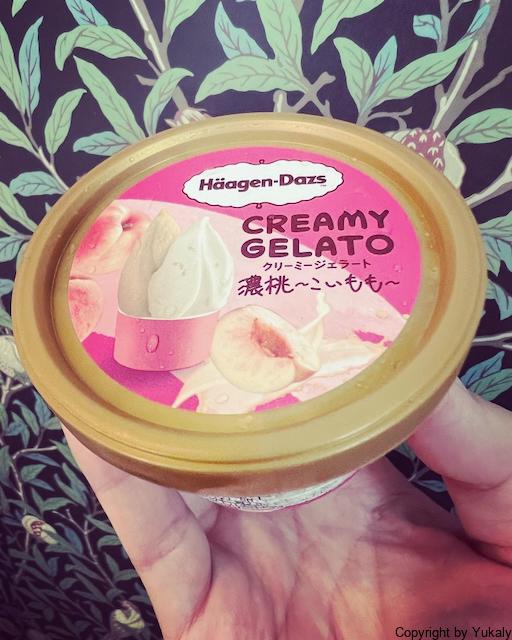 Häagen-Dazs
CREAMY
GELATO
クリーミージェラート
濃桃～こいもも～
Copyright by Yukaly